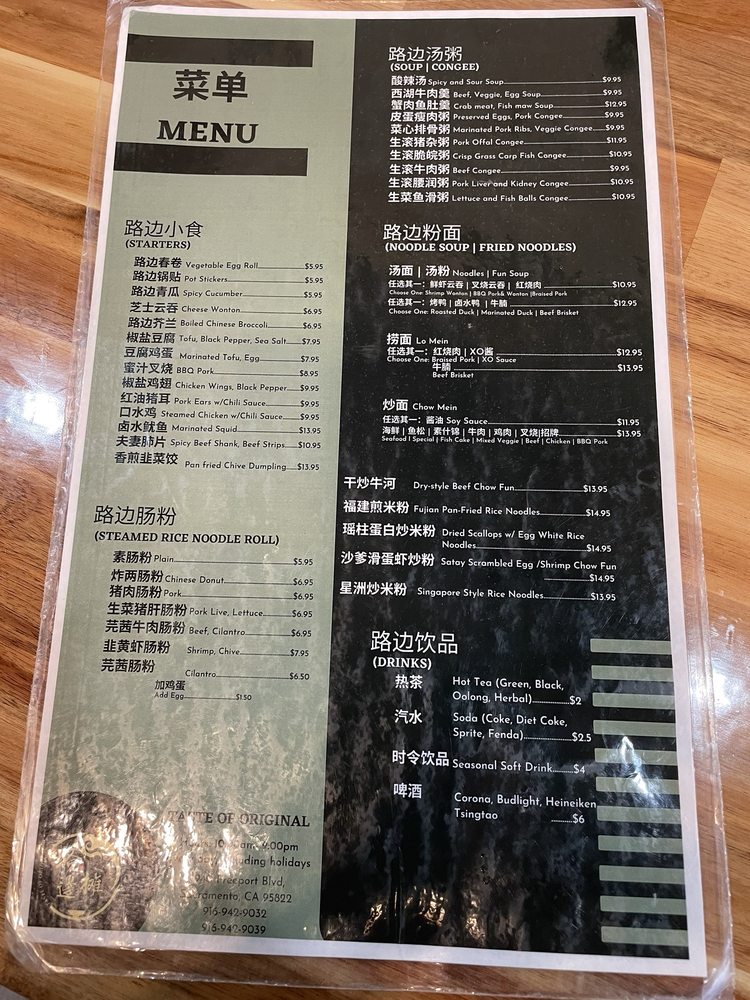 菜单
MENU
路边小食
(STARTERS)
路边春卷 Vegetable Egg Roll $5.95
路边锅贴 Pot Stickers $5.95
路边青瓜 Spicy Cucumber $5.95
芝士云吞 Cheese Wonton $6.95
路边芥兰 Boiled Chinese Broccoli $6.95
椒盐豆腐 Tofu, Black Pepper, Sea Salt $7.95
豆腐鸡蛋 Marinated Tofu, Egg $7.95
蜜汁叉烧 BBQ Pork $8.95
椒盐鸡翅 Chicken Wings, Black Pepper $9.95
红油猪耳 Pork Ears w/Chili Sauce $9.95
口水鸡 Steamed Chicken w/Chili Sauce $9.95
卤水鱿鱼 Marinated Squid $13.95
夫妻肺片 Spicy Beef Shank, Beef Strips $10.95
香煎韭菜饺 Pan fried Chive Dumpling $13.95
路边肠粉
(STEAMED RICE NOODLE ROLL)
素肠粉 Plain $5.95
炸两肠粉 Chinese Donut $6.95
猪肉肠粉 Pork $6.95
生菜猪肝肠粉 Pork Live, Lettuce $6.95
芫茜牛肉肠粉 Beef, Cilantro $6.95
韭黄虾肠粉 Shrimp, Chive $7.95
芫茜肠粉 Cilantro $6.50
加鸡蛋
Add Egg $1.50
TASTE OF ORIGINAL
holidays
Freeport Blvd,
Sacramento, CA 95822
916-942-9032
916-942-9039
路边汤粥
(SOUP | CONGEE)
酸辣汤 Spicy and Sour Soup $9.95
西湖牛肉羹 Beef, Veggie, Egg Soup $9.95
蟹肉鱼肚羹 Crab meat, Fish maw Soup $12.95
皮蛋瘦肉粥 Preserved Eggs, Pork Congee $9.95
菜心排骨粥 Marinated Pork Ribs, Veggie Congee $9.95
生滚猪杂粥 Pork Offal Congee $11.95
生滚脆皖粥 Crisp Grass Carp Fish Congee $10.95
生滚牛肉粥 Beef Congee $9.95
生滚腰润粥 Pork Liver and Kidney Congee $10.95
生菜鱼滑粥 Lettuce and Fish Balls Congee $10.95
路边粉面
(NOODLE SOUP | FRIED NOODLES)
汤面 | 汤粉 Noodles | Fun Soup
任选其一：鲜虾云吞 | 叉烧云吞 | 红烧肉 $10.95
Choose One: Shrimp Wonton | BBQ Pork& Wonton |Braised Pork
任选其一：烤鸭 | 卤水鸭 | 牛腩 $12.95
Choose One: Roasted Duck | Marinated Duck | Beef Brisket
捞面 Lo Mein
任选其一：红烧肉 | XO酱 $12.95
Choose One: Braised Pork | XO Sauce
牛腩 $13.95
Beef Brisket
炒面 Chow Mein
任选其一：酱油 Soy Sauce $11.95
海鲜 | 鱼松 | 素什锦 | 牛肉 | 鸡肉 | 叉烧|招牌 $13.95
Seafood | Special | Fish Cake | Mixed Veggie | Beef | Chicken | BBQ Pork
干炒牛河 Dry-style Beef Chow Fun $13.95
福建煎米粉 Fujian Pan-Fried Rice Noodles $14.95
瑶柱蛋白炒米粉 Dried Scallops w/ Egg White Rice
Noodles $14.95
沙爹滑蛋虾炒粉 Satay Scrambled Egg /Shrimp Chow Fun
$14.95
星洲炒米粉 Singapore Style Rice Noodles $13.95
路边饮品
(DRINKS)
热茶 Hot Tea (Green, Black,
Oolong, Herbal) $2
汽水 Soda (Coke, Diet Coke,
Sprite, Fenda) $2.5
时令饮品 Seasonal Soft Drink $4
啤酒 Corona, Budlight, Heineiken
Tsingtao $6